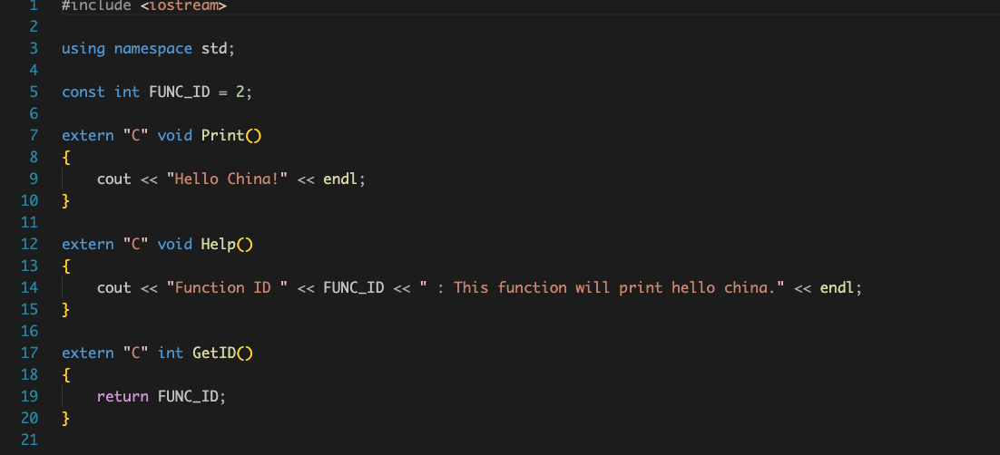 1 #include <iostream>
2
3 using namespace std;
4
5 const int FUNC_ID = 2;
6
7 extern "C" void Print()
8 {
9     cout << "Hello China!" << endl;
10 }
11
12 extern "C" void Help()
13 {
14     cout << "Function ID " << FUNC_ID << " : This function will print hello china." << endl;
15 }
16
17 extern "C" int GetID()
18 {
19     return FUNC_ID;
20 }
21